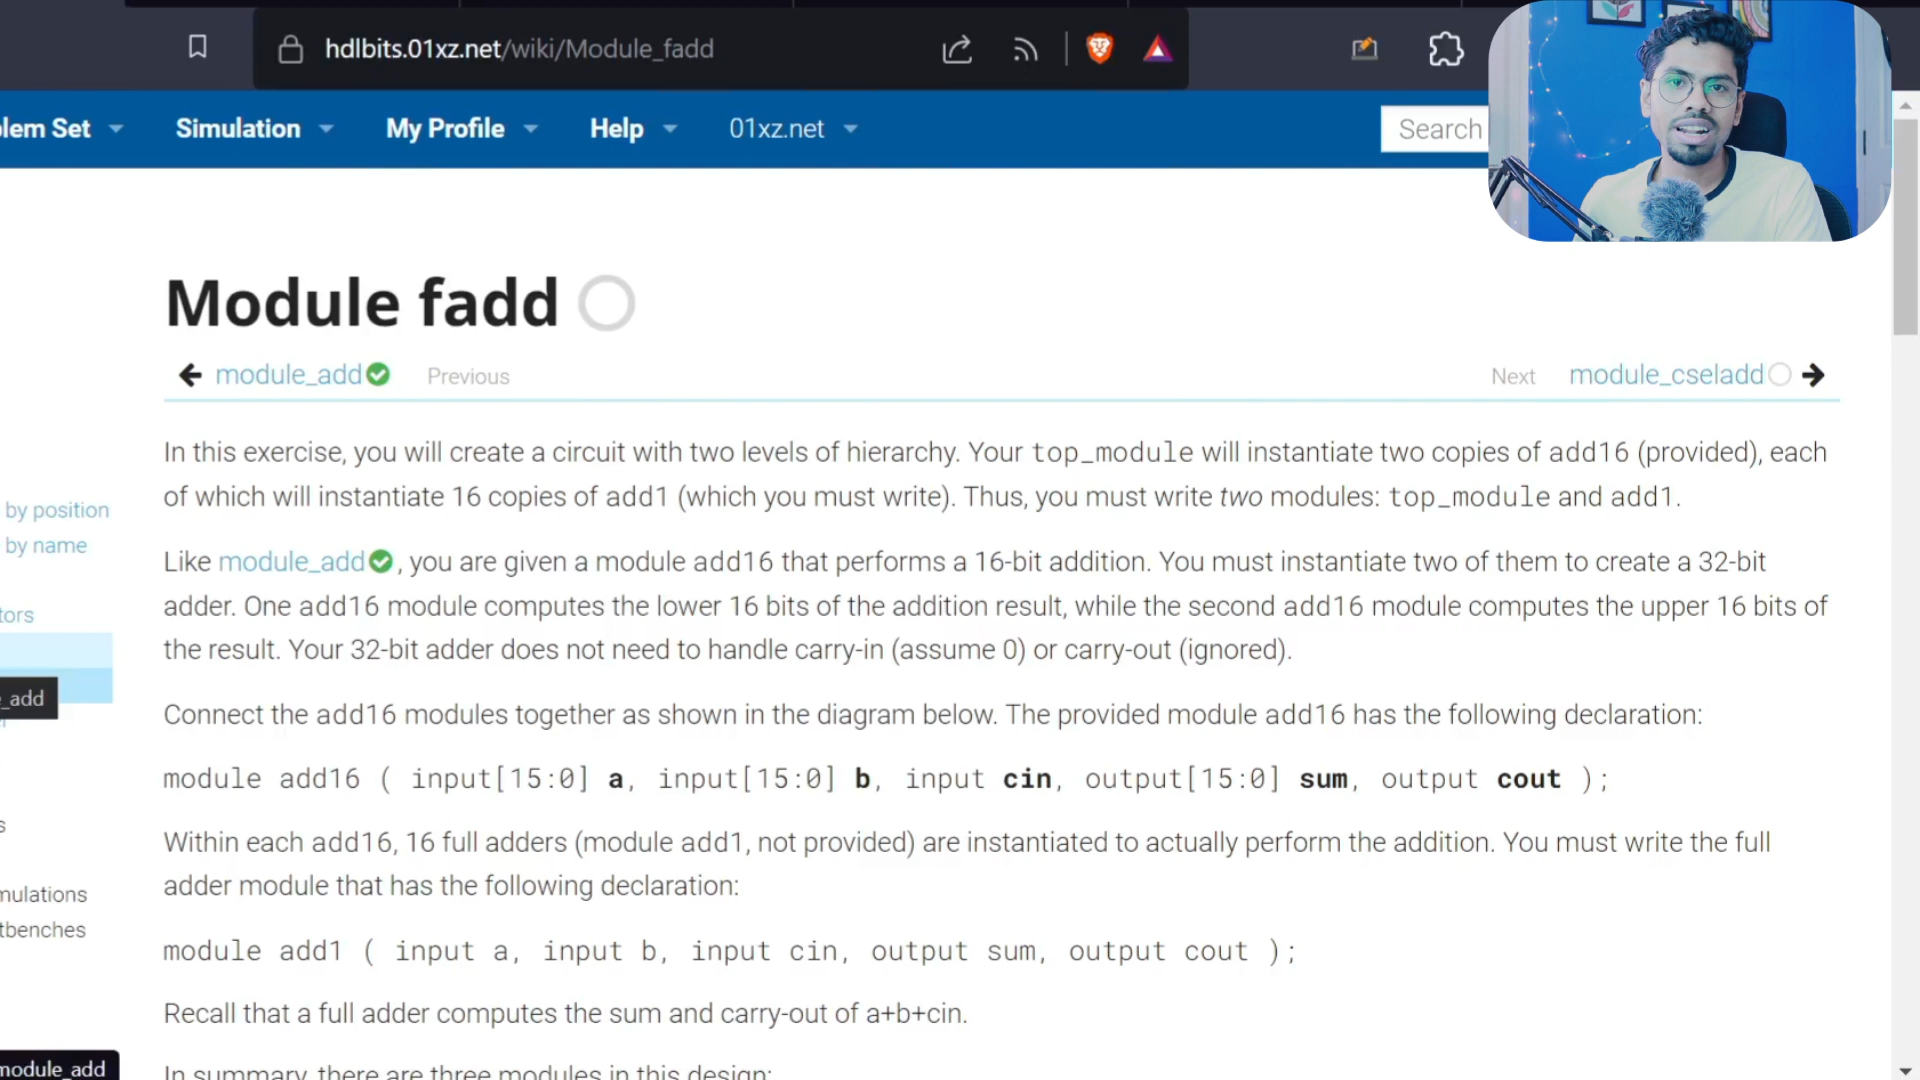 hdlbits.01xz.net/wiki/Module_fadd
lem Set Simulation My Profile Help 01xz.net Search
Module fadd
module_add Previous Next module_cseladd
In this exercise, you will create a circuit with two levels of hierarchy. Your top_module will instantiate two copies of add16 (provided), each
of which will instantiate 16 copies of add1 (which you must write). Thus, you must write two modules: top_module and add1.
by position
by name
Like module_add , you are given a module add16 that performs a 16-bit addition. You must instantiate two of them to create a 32-bit
adder. One add16 module computes the lower 16 bits of the addition result, while the second add16 module computes the upper 16 bits of
the result. Your 32-bit adder does not need to handle carry-in (assume 0) or carry-out (ignored).
tors
_add
Connect the add16 modules together as shown in the diagram below. The provided module add16 has the following declaration:
module add16 ( input[15:0] a, input[15:0] b, input cin, output[15:0] sum, output cout );
s
Within each add16, 16 full adders (module add1, not provided) are instantiated to actually perform the addition. You must write the full
adder module that has the following declaration:
mulations
tbenches
module add1 ( input a, input b, input cin, output sum, output cout );
Recall that a full adder computes the sum and carry-out of a+b+cin.
module_add
In summary, there are three modules in this design: